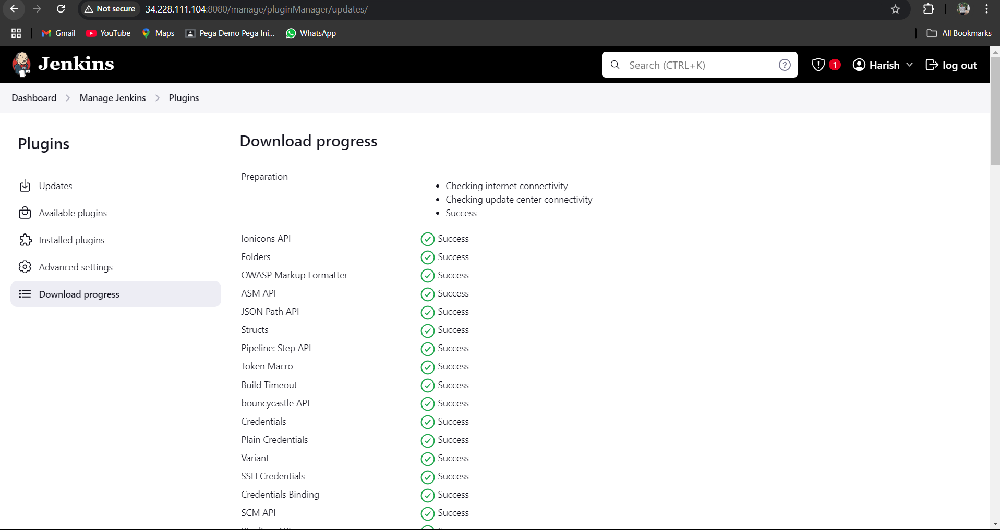 Not secure 34.228.111.104:8080/manage/pluginManager/updates/
Gmail YouTube Maps Pega Demo Pega Ini... WhatsApp All Bookmarks
Jenkins Search (CTRL+K) 1 Harish log out
Dashboard Manage Jenkins Plugins
Plugins
Updates
Available plugins
Installed plugins
Advanced settings
Download progress
Download progress
Preparation
Checking internet connectivity
Checking update center connectivity
Success
Ionicons API Success
Folders Success
OWASP Markup Formatter Success
ASM API Success
JSON Path API Success
Structs Success
Pipeline: Step API Success
Token Macro Success
Build Timeout Success
bouncycastle API Success
Credentials Success
Plain Credentials Success
Variant Success
SSH Credentials Success
Credentials Binding Success
SCM API Success